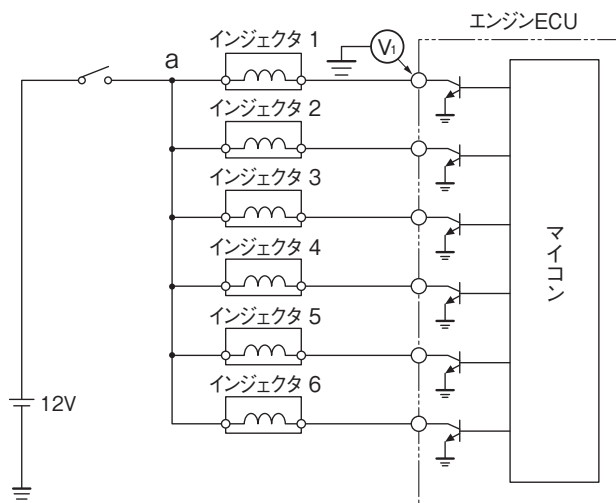 エンジンECU
インジェクタ 1
V1
a
インジェクタ 2
インジェクタ 3
インジェクタ 4
マイコン
インジェクタ 5
インジェクタ 6
12V